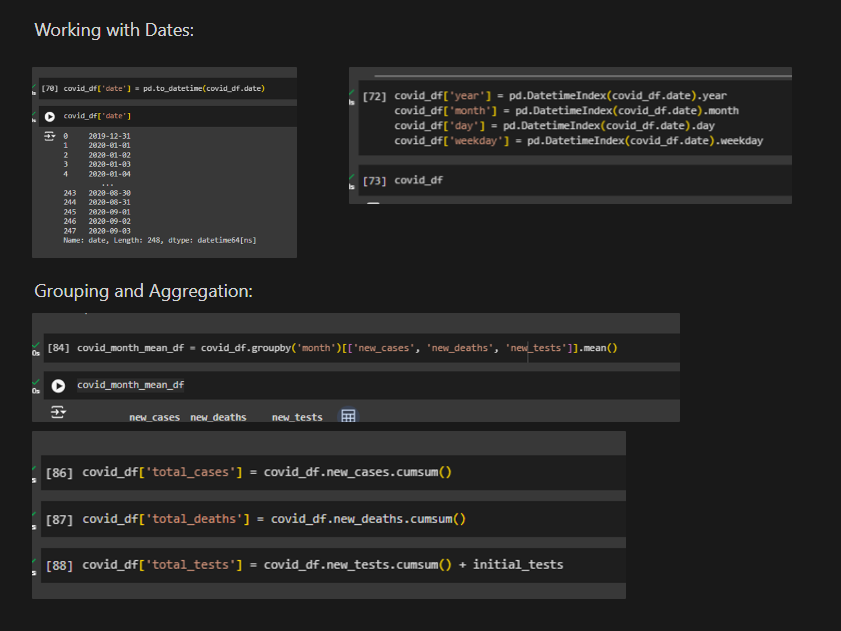 Working with Dates:
[70] covid_df['date'] = pd.to_datetime(covid_df.date)
covid_df['date']
0 2019-12-31
1 2020-01-01
2 2020-01-02
3 2020-01-03
4 2020-01-04
...
243 2020-08-30
244 2020-08-31
245 2020-09-01
246 2020-09-02
247 2020-09-03
Name: date, Length: 248, dtype: datetime64[ns]
[72] covid_df['year'] = pd.DatetimeIndex(covid_df.date).year
covid_df['month'] = pd.DatetimeIndex(covid_df.date).month
covid_df['day'] = pd.DatetimeIndex(covid_df.date).day
covid_df['weekday'] = pd.DatetimeIndex(covid_df.date).weekday
[73] covid_df
Grouping and Aggregation:
[84] covid_month_mean_df = covid_df.groupby('month')[['new_cases', 'new_deaths', 'new_tests']].mean()
0s
covid_month_mean_df
0s
new_cases new_deaths new_tests
[86] covid_df['total_cases'] = covid_df.new_cases.cumsum()
[87] covid_df['total_deaths'] = covid_df.new_deaths.cumsum()
[88] covid_df['total_tests'] = covid_df.new_tests.cumsum() + initial_tests